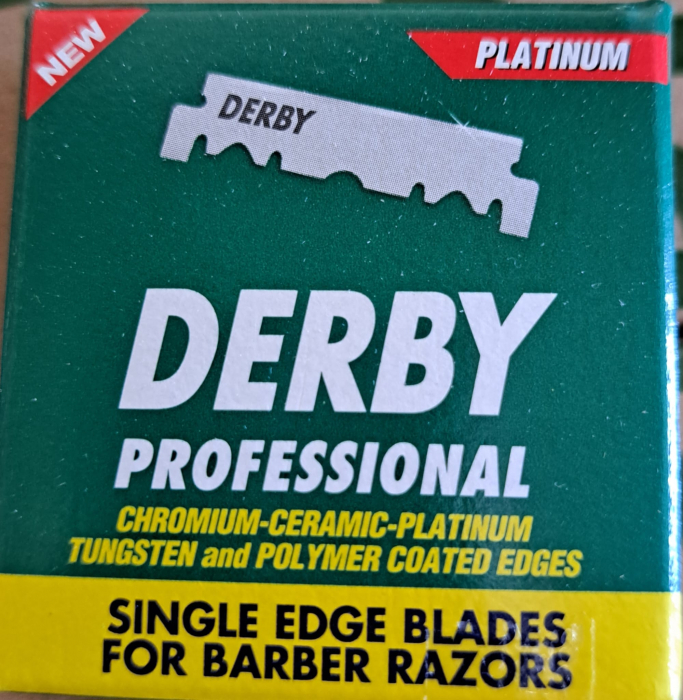 NEW
PLATINUM
DERBY
DERBY
PROFESSIONAL
CHROMIUM-CERAMIC-PLATINUM
TUNGSTEN and POLYMER COATED EDGES
SINGLE EDGE BLADES
FOR BARBER RAZORS